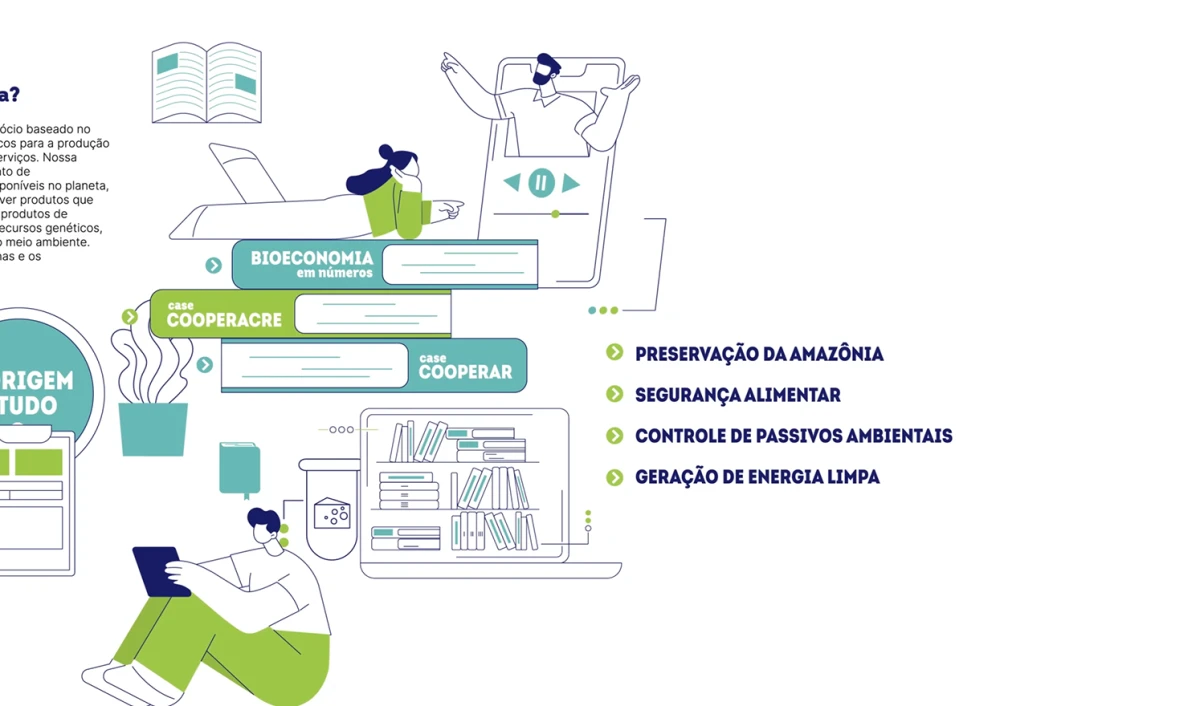 a?
ócio baseado no
cos para a produção
erviços. Nossa
nto de
poníveis no planeta,
ver produtos que
produtos de
ecursos genéticos,
o meio ambiente.
nas e os
BIOECONOMIA
em números
case
COOPERACRE
case
COOPERAR
RIGEM
TUDO
PRESERVAÇÃO DA AMAZÔNIA
SEGURANÇA ALIMENTAR
CONTROLE DE PASSIVOS AMBIENTAIS
GERAÇÃO DE ENERGIA LIMPA